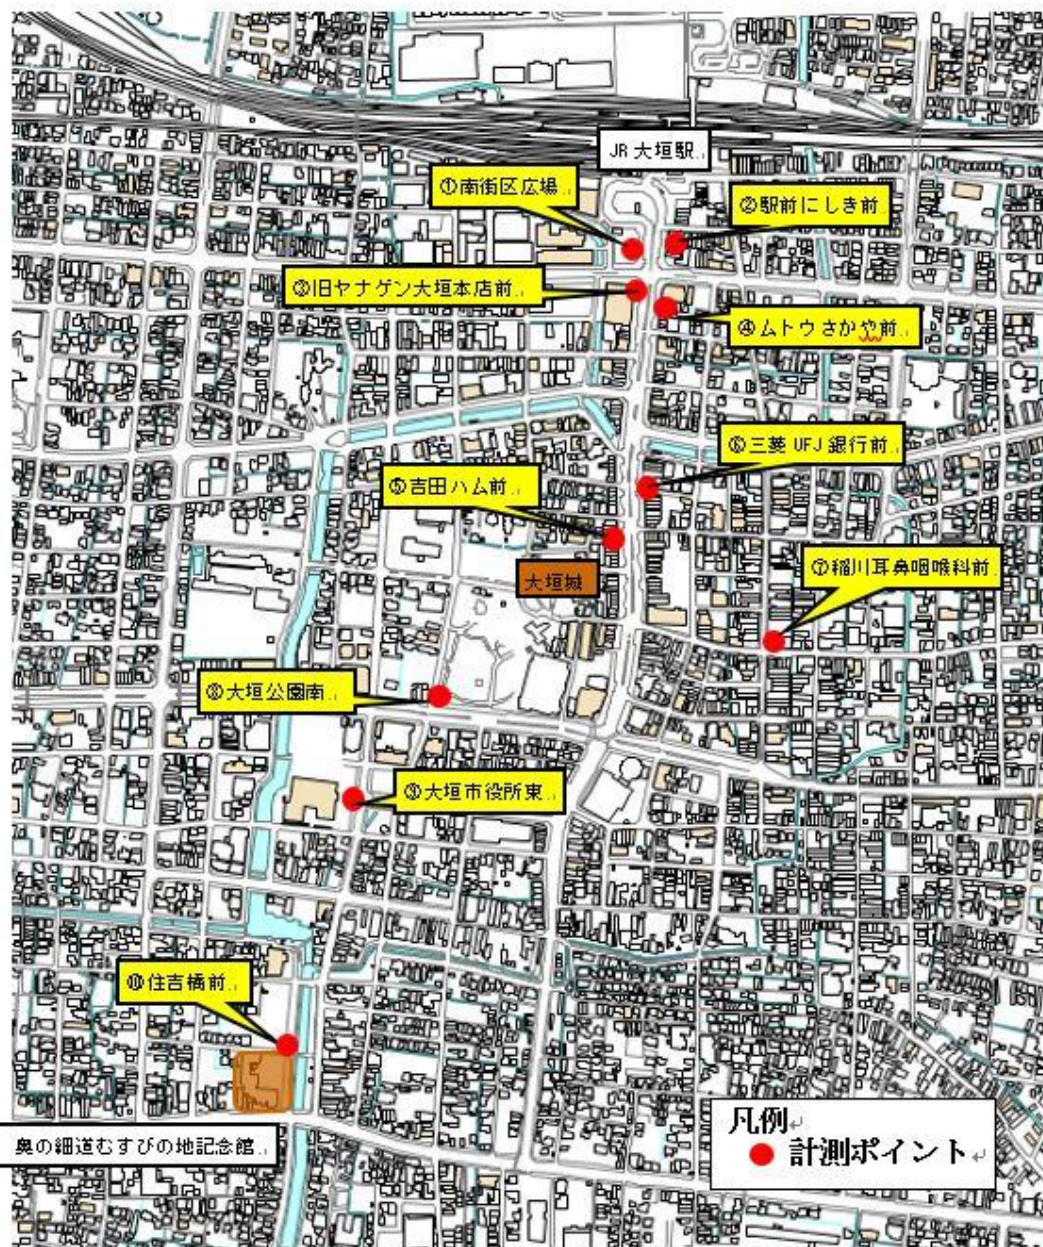 JR 大垣駅
①南街区広場
②駅前にしき前
③旧ヤナゲン大垣本店前
④ムトウさかや前
⑥三菱 UFJ 銀行前
⑤吉田ハム前
大垣城
⑦稲川耳鼻咽喉科前
⑧大垣公園南
⑨大垣市役所東
⑩住吉橋前
奥の細道むすびの地記念館
凡例
計測ポイント